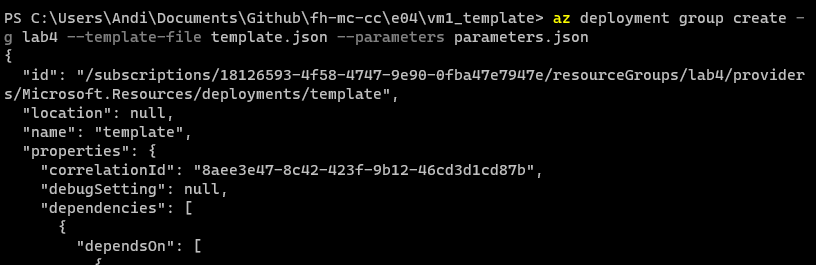 PS C:\Users\Andi\Documents\Github\fh-mc-cc\e04\vm1_template> az deployment group create -
g lab4 --template-file template.json --parameters parameters.json
{
  "id": "/subscriptions/18126593-4f58-4747-9e90-0fba47e7947e/resourceGroups/lab4/provider
s/Microsoft.Resources/deployments/template",
  "location": null,
  "name": "template",
  "properties": {
    "correlationId": "8aee3e47-8c42-423f-9b12-46cd3d1cd87b",
    "debugSetting": null,
    "dependencies": [
      {
        "dependsOn": [
          {